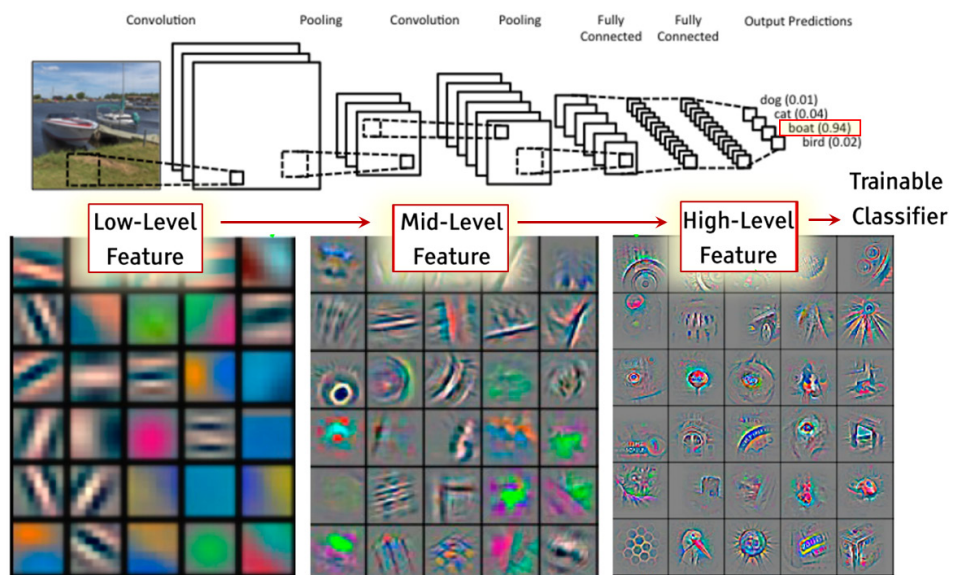 Convolution
Pooling
Convolution
Pooling
Fully
Connected
Fully
Connected
Output Predictions
dog (0.01)
cat (0.04)
boat (0.94)
bird (0.02)
Low-Level
Feature
Mid-Level
Feature
High-Level
Feature
Trainable
Classifier